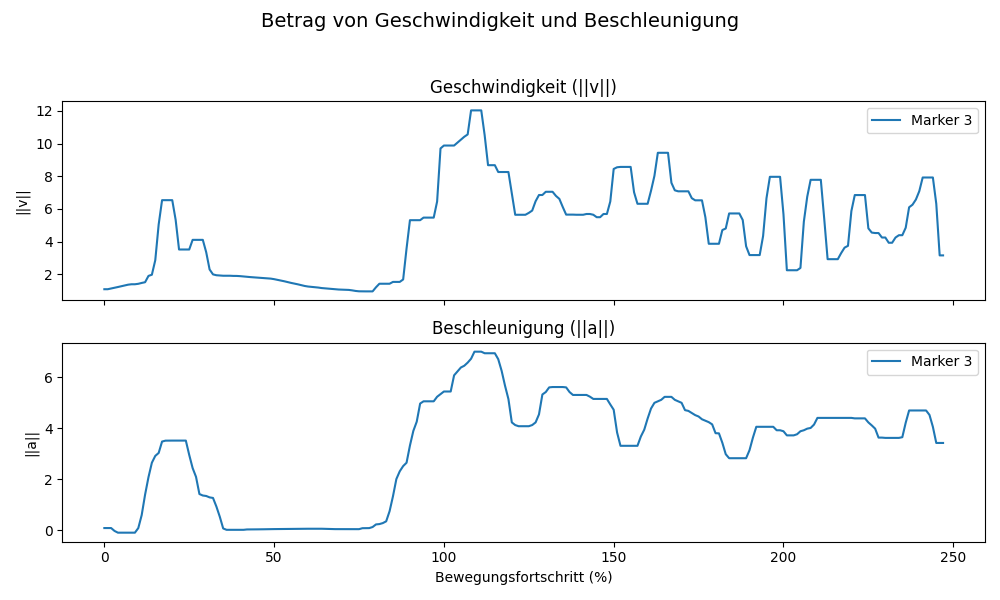 Betrag von Geschwindigkeit und Beschleunigung
Geschwindigkeit (||v||)
12
10
8
6
4
2
||v||
Marker 3
Beschleunigung (||a||)
6
4
2
0
||a||
Marker 3
0 50 100 150 200 250
Bewegungsfortschritt (%)